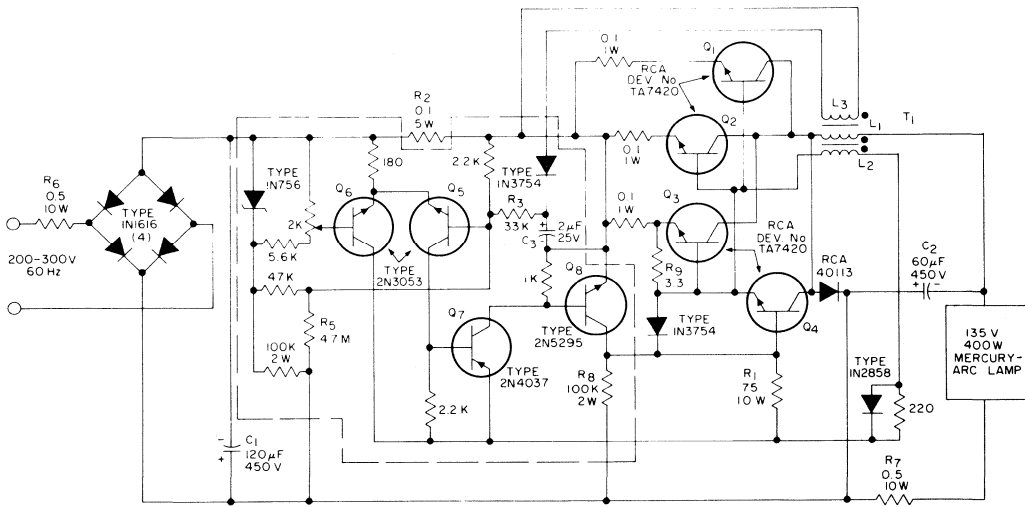 R6
0.5
10W
200-300V
60 Hz
TYPE
1N1616
(4)
C1
120µF
450V
-
+
TYPE
1N756
2K
5.6K
47K
100K
2W
R5
47M
R2
0.1
5W
180
Q6
Q5
2.2K
TYPE
2N3053
Q7
TYPE
2N4037
2.2K
TYPE
1N3754
R3
33K
+
C3
-
2µF
25V
1K
Q8
TYPE
2N5295
R8
100K
2W
0.1
1W
Q1
RCA
DEV. No
TA7420
0.1
1W
Q2
0.1
1W
Q3
R9
3.3
RCA
DEV. No
TA7420
TYPE
1N3754
Q4
R1
75
10W
RCA
40113
L3
L1
T1
L2
C2
60µF
450V
+
-
135V
400W
MERCURY-
ARC LAMP
TYPE
1N2858
220
R7
0.5
10W